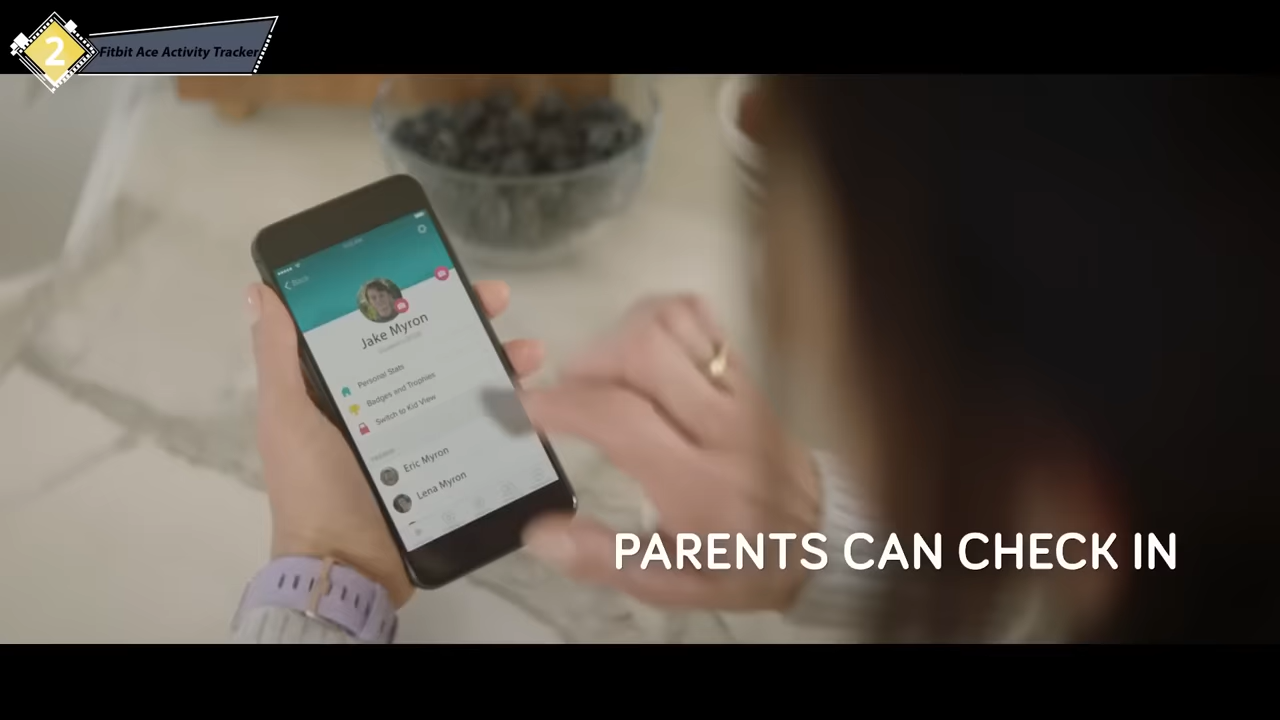 2
Fitbit Ace Activity Tracker
Back
Jake Myron
Personal Stats
Badges and Trophies
Switch to Kid View
Eric Myron
Lena Myron
PARENTS CAN CHECK IN